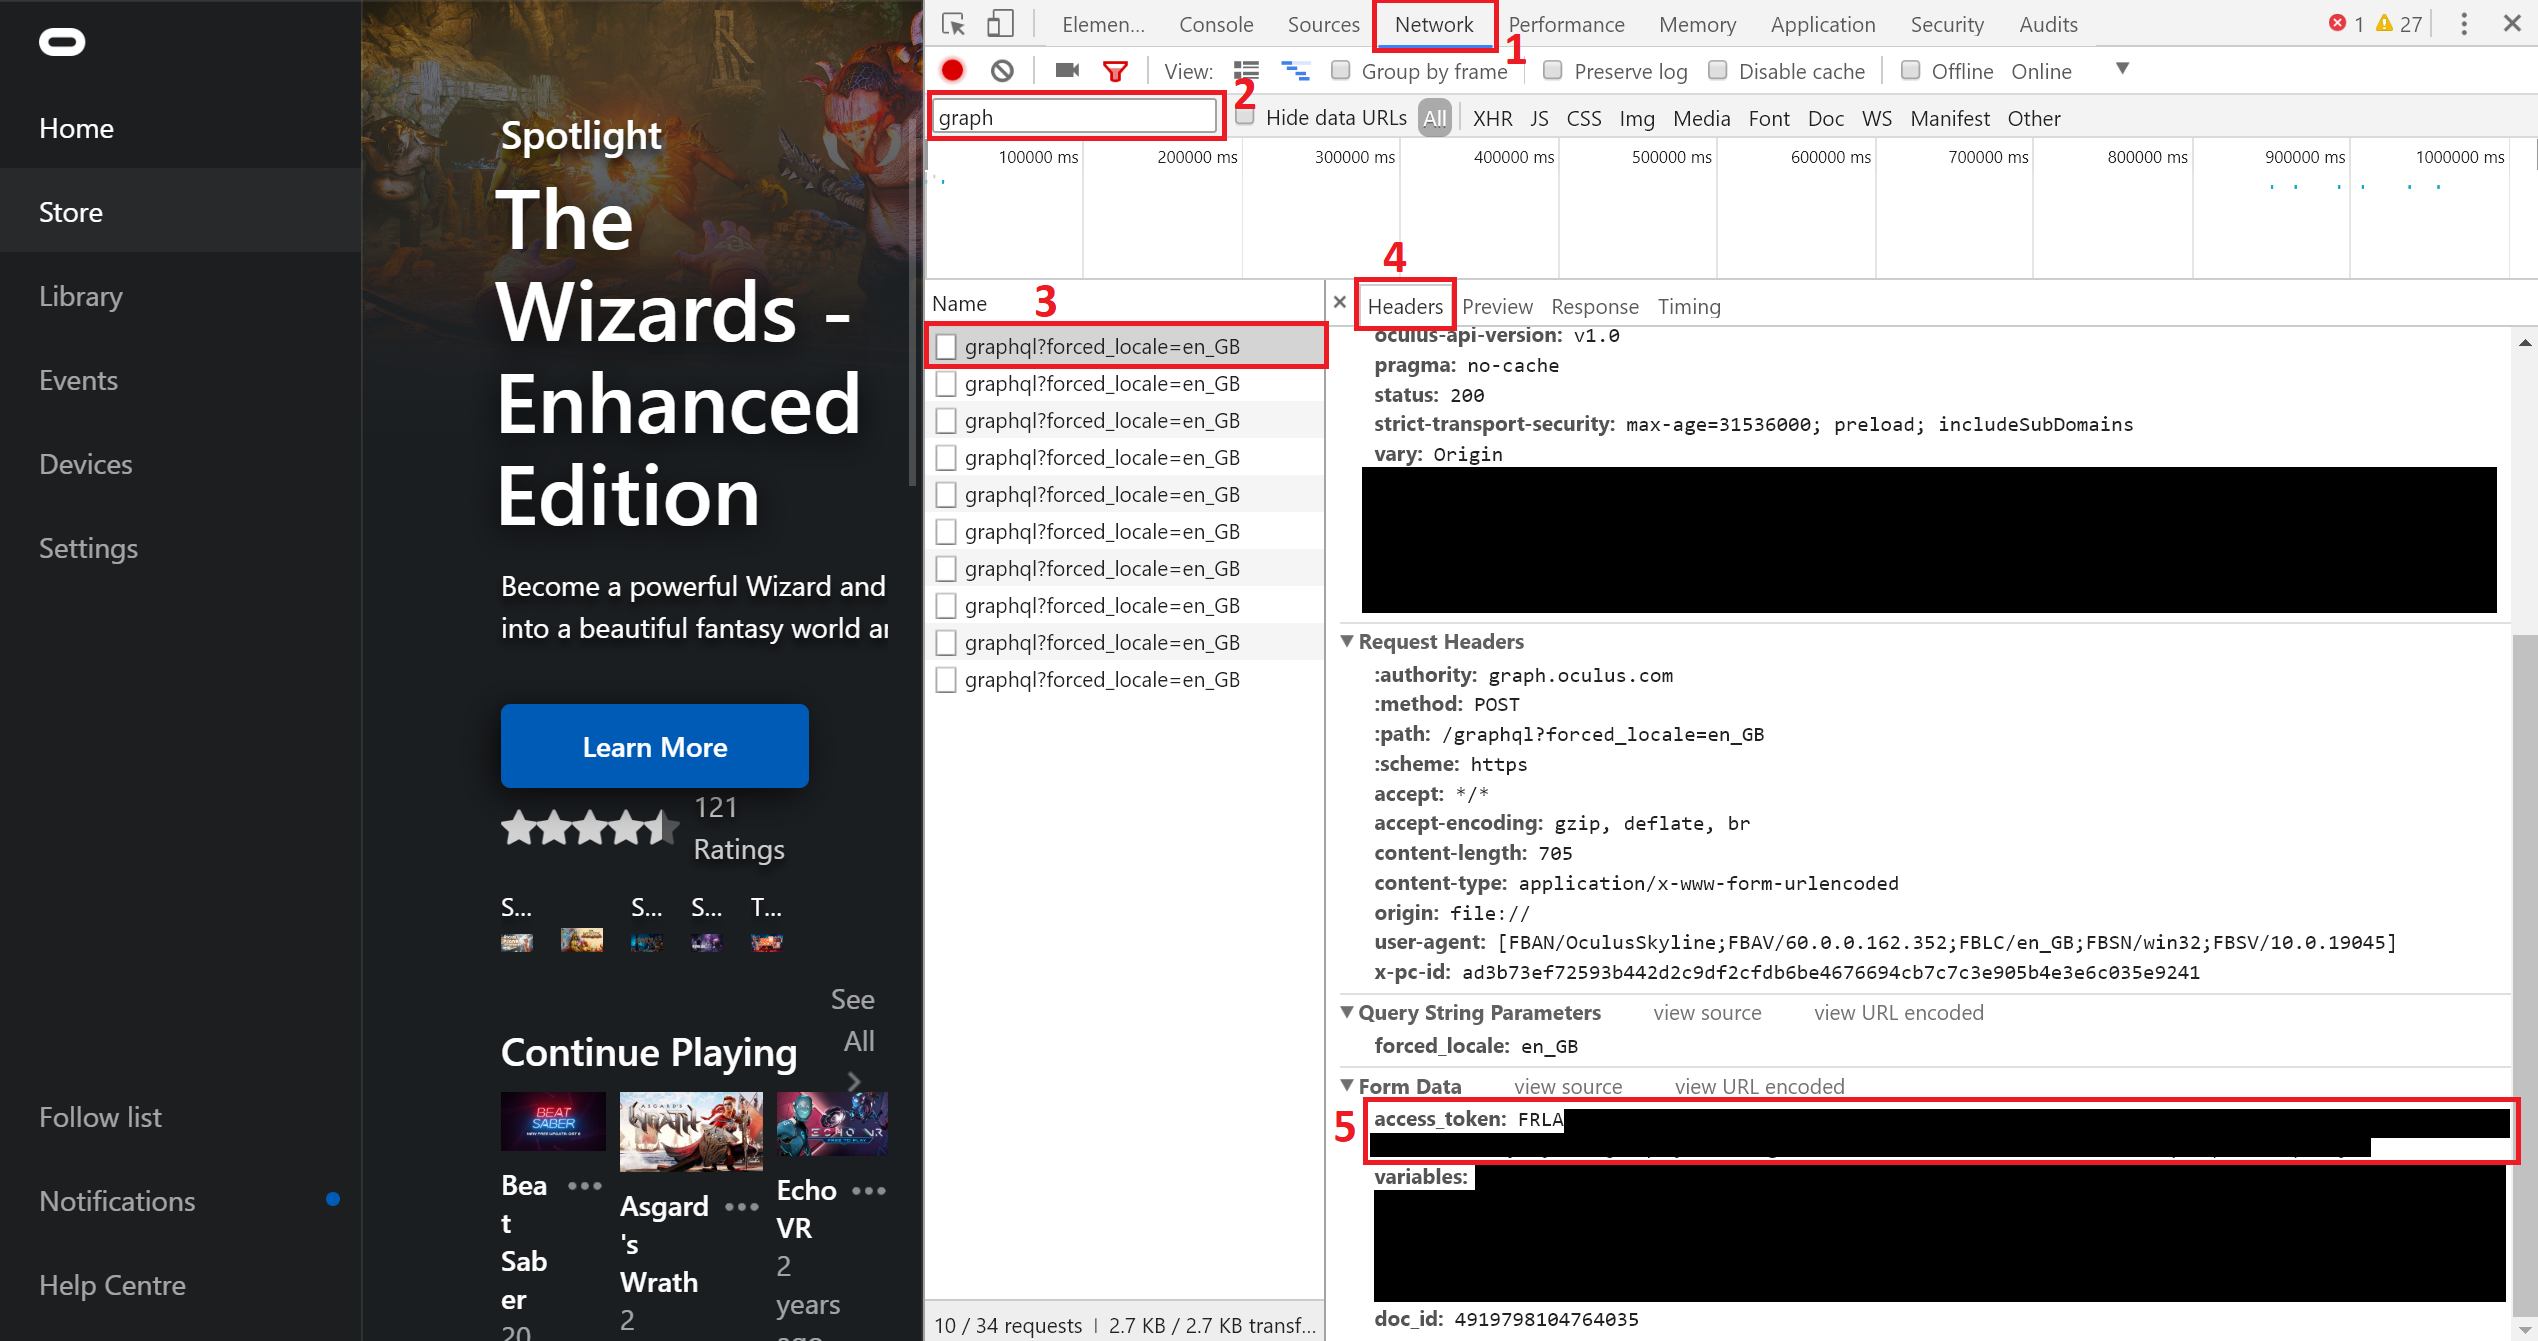 Home
Store
Library
Events
Devices
Settings
Follow list
Notifications
Help Centre
Spotlight
The
Wizards -
Enhanced
Edition
Become a powerful Wizard and
into a beautiful fantasy world ar
Learn More
121
Ratings
S...
S...
S...
T...
See
All
Continue Playing
BEAT
SABER
ASGARD'S
WRATH
ECHO VR
FREE TO PLAY
Bea
t
Sab
er
20
Asgard
's
Wrath
2
Echo
VR
2
years
ago
Elemen... Console Sources Network Performance Memory Application Security Audits 1 27
1
View: Group by frame Preserve log Disable cache Offline Online
2
graph Hide data URLs All XHR JS CSS Img Media Font Doc WS Manifest Other
100000 ms 200000 ms 300000 ms 400000 ms 500000 ms 600000 ms 700000 ms 800000 ms 900000 ms 1000000 ms
Name 3
graphql?forced_locale=en_GB
graphql?forced_locale=en_GB
graphql?forced_locale=en_GB
graphql?forced_locale=en_GB
graphql?forced_locale=en_GB
graphql?forced_locale=en_GB
graphql?forced_locale=en_GB
graphql?forced_locale=en_GB
graphql?forced_locale=en_GB
graphql?forced_locale=en_GB
10 / 34 requests | 2.7 KB / 2.7 KB transf...
4
Headers Preview Response Timing
oculus-api-version: v1.0
pragma: no-cache
status: 200
strict-transport-security: max-age=31536000; preload; includeSubDomains
vary: Origin
Request Headers
:authority: graph.oculus.com
:method: POST
:path: /graphql?forced_locale=en_GB
:scheme: https
accept: */*
accept-encoding: gzip, deflate, br
content-length: 705
content-type: application/x-www-form-urlencoded
origin: file://
user-agent: [FBAN/OculusSkyline;FBAV/60.0.0.162.352;FBLC/en_GB;FBSN/win32;FBSV/10.0.19045]
x-pc-id: ad3b73ef72593b442d2c9df2cfdb6be4676694cb7c7c3e905b4e3e6c035e9241
Query String Parameters view source view URL encoded
forced_locale: en_GB
Form Data view source view URL encoded
5
access_token: FRLA
variables:
doc_id: 4919798104764035